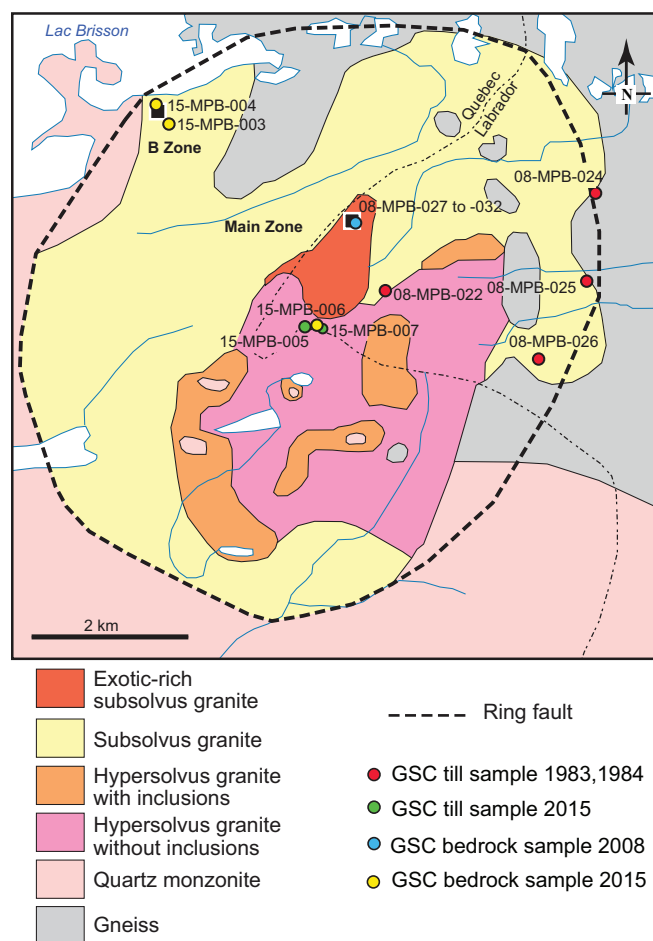 Lac Brisson
Quebec
Labrador
N
15-MPB-004
15-MPB-003
B Zone
08-MPB-024
08-MPB-027 to -032
Main Zone
08-MPB-025
08-MPB-022
15-MPB-006
15-MPB-007
15-MPB-005
08-MPB-026
2 km
Exotic-rich
subsolvus granite
Subsolvus granite
Hypersolvus granite
with inclusions
Hypersolvus granite
without inclusions
Quartz monzonite
Gneiss
Ring fault
GSC till sample 1983,1984
GSC till sample 2015
GSC bedrock sample 2008
GSC bedrock sample 2015